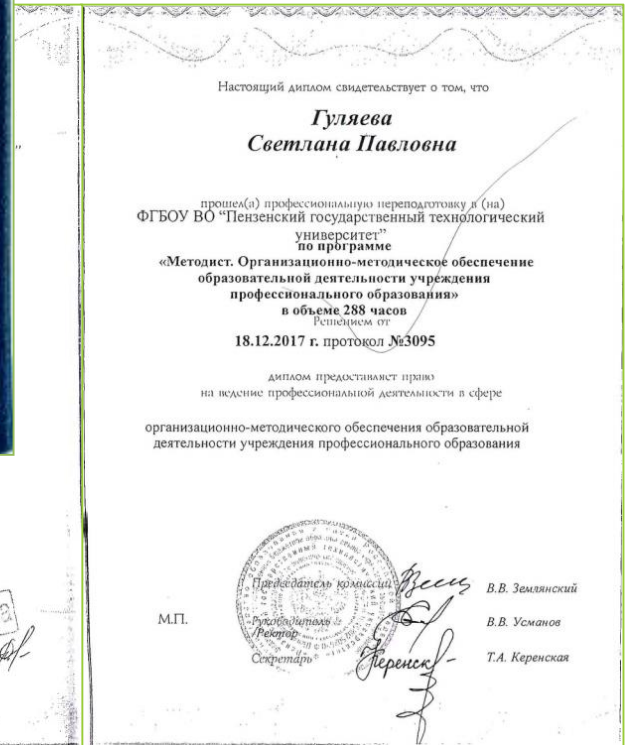 Настоящий диплом свидетельствует о том, что
Гуляева
Светлана Павловна
прошел(а) профессиональную переподготовку в (на)
ФГБОУ ВО "Пензенский государственный технологический
университет"
по программе
«Методист. Организационно-методическое обеспечение
образовательной деятельности учреждения
профессионального образования»
в объеме 288 часов
Решением от
18.12.2017 г. протокол №3095
диплом предоставляет право
на ведение профессиональной деятельности в сфере
организационно-методического обеспечения образовательной
деятельности учреждения профессионального образования
Председатель комиссии
В.В. Землянский
М.П.
Руководитель
/Ректор
В.В. Усманов
Секретарь
Керенск
Т.А. Керенская